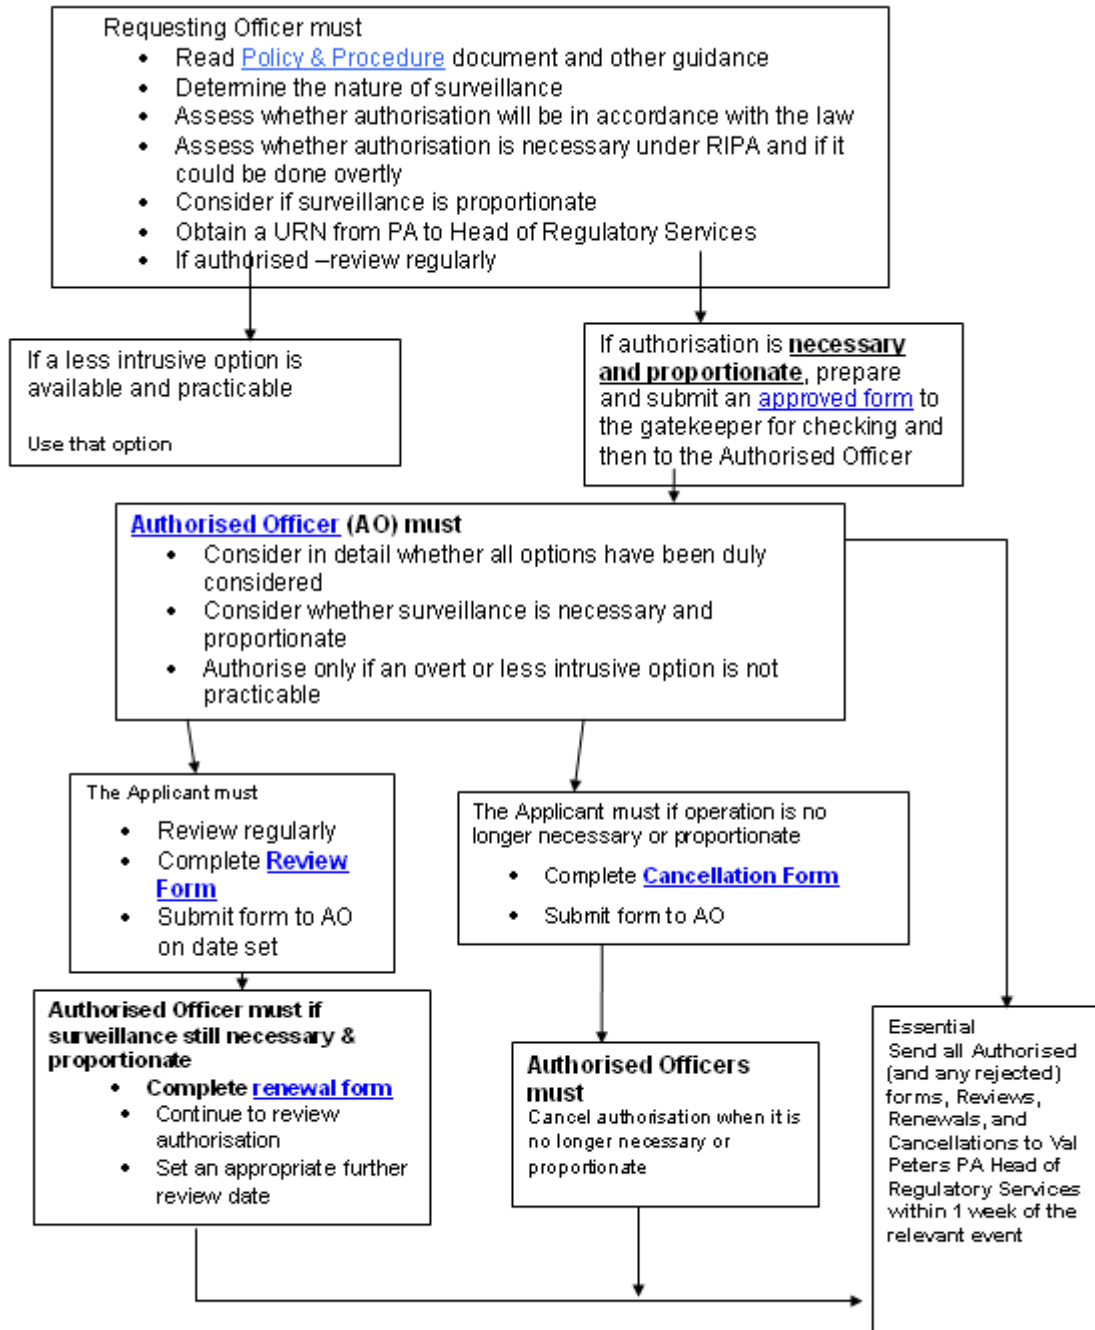 Requesting Officer must
• Read Policy & Procedure document and other guidance
• Determine the nature of surveillance
• Assess whether authorisation will be in accordance with the law
• Assess whether authorisation is necessary under RIPA and if it
could be done overtly
• Consider if surveillance is proportionate
• Obtain a URN from PA to Head of Regulatory Services
• If authorised –review regularly
If a less intrusive option is
available and practicable
Use that option
If authorisation is necessary
and proportionate, prepare
and submit an approved form to
the gatekeeper for checking and
then to the Authorised Officer
Authorised Officer (AO) must
• Consider in detail whether all options have been duly
considered
• Consider whether surveillance is necessary and
proportionate
• Authorise only if an overt or less intrusive option is not
practicable
The Applicant must
• Review regularly
• Complete Review
Form
• Submit form to AO
on date set
The Applicant must if operation is no
longer necessary or proportionate
• Complete Cancellation Form
• Submit form to AO
Authorised Officer must if
surveillance still necessary &
proportionate
• Complete renewal form
• Continue to review
authorisation
• Set an appropriate further
review date
Authorised Officers
must
Cancel authorisation when it is
no longer necessary or
proportionate
Essential
Send all Authorised
(and any rejected)
forms, Reviews,
Renewals, and
Cancellations to Val
Peters PA Head of
Regulatory Services
within 1 week of the
relevant event